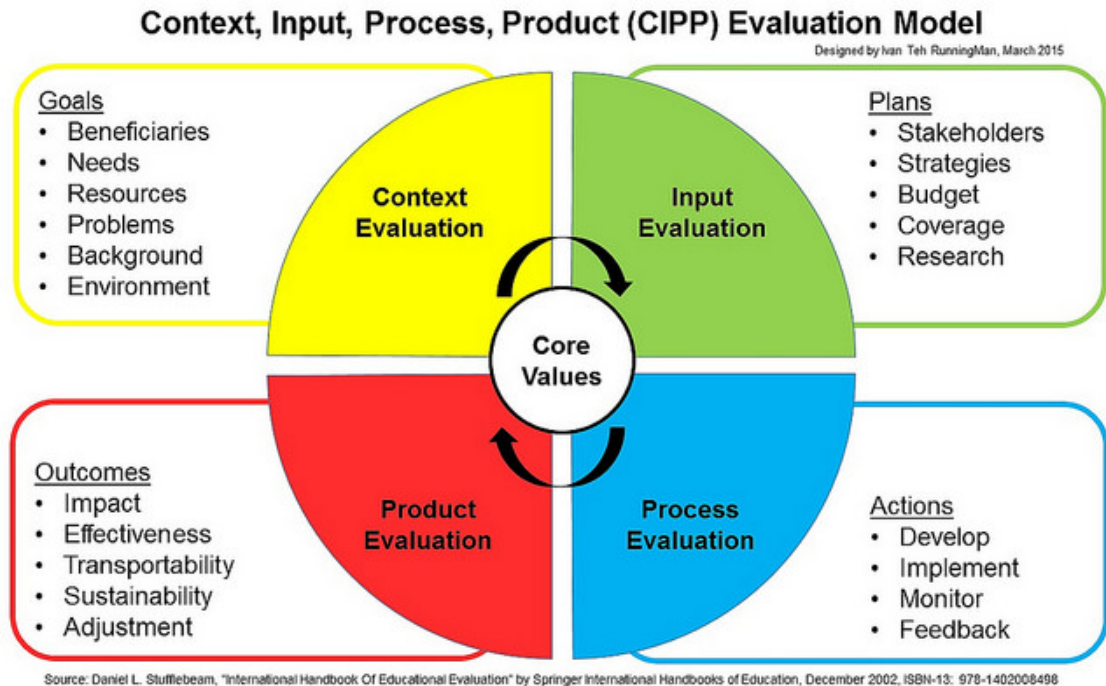 Context, Input, Process, Product (CIPP) Evaluation Model
Designed by Ivan Teh RunningMan, March 2015
Goals
• Beneficiaries
• Needs
• Resources
• Problems
• Background
• Environment
Context
Evaluation
Input
Evaluation
Plans
• Stakeholders
• Strategies
• Budget
• Coverage
• Research
Core
Values
Outcomes
• Impact
• Effectiveness
• Transportability
• Sustainability
• Adjustment
Product
Evaluation
Process
Evaluation
Actions
• Develop
• Implement
• Monitor
• Feedback
Source: Daniel L. Stufflebeam, "International Handbook Of Educational Evaluation" by Springer International Handbooks of Education, December 2002, ISBN-13: 978-1402008498